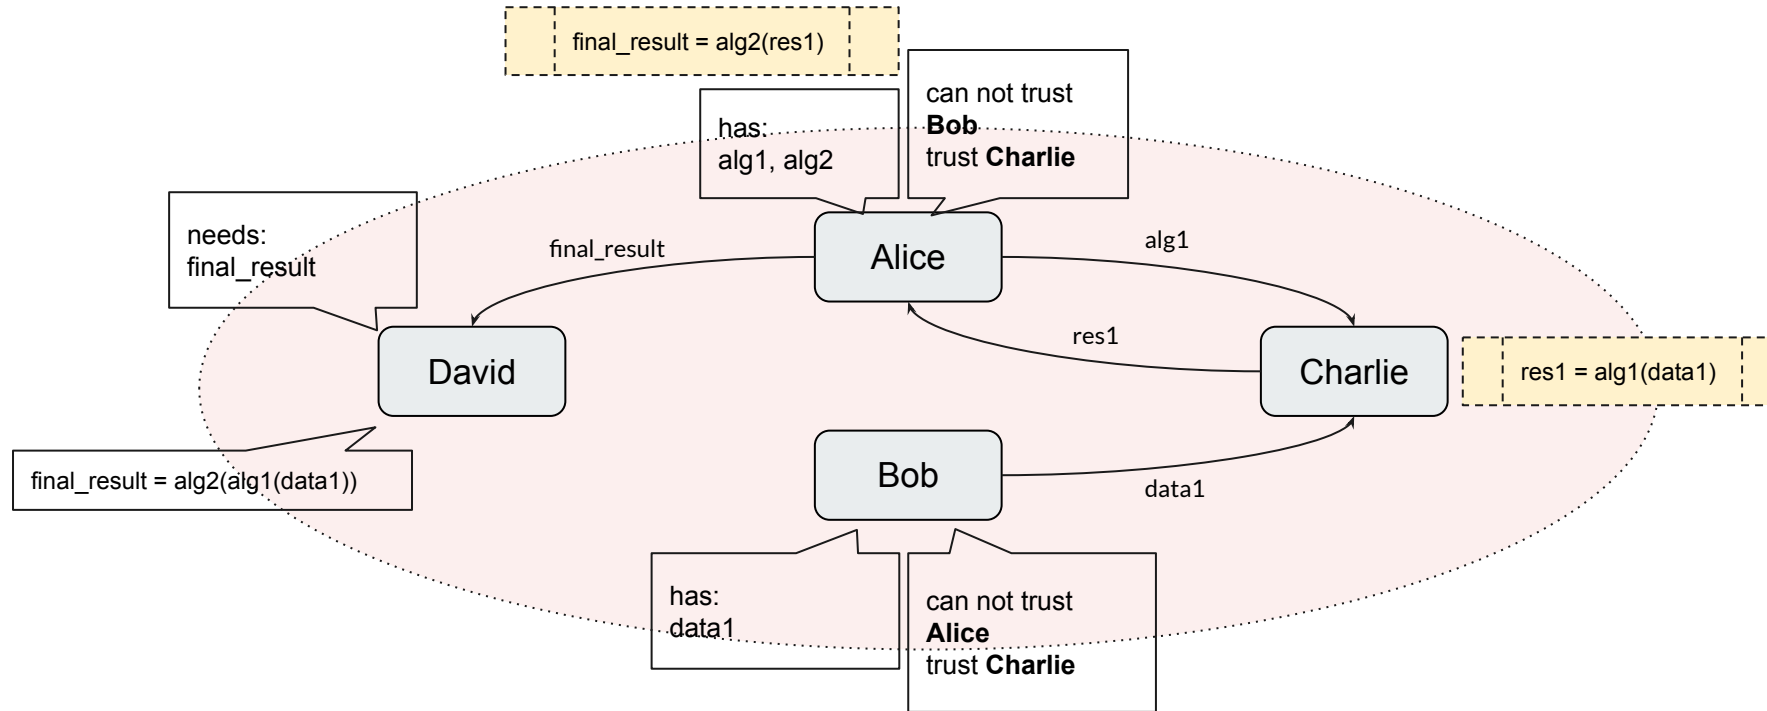 final_result = alg2(res1)
can not trust
Bob
trust Charlie
has:
alg1, alg2
needs:
final_result
final_result
Alice
alg1
res1
David
Charlie
res1 = alg1(data1)
final_result = alg2(alg1(data1))
Bob
data1
has:
data1
can not trust
Alice
trust Charlie